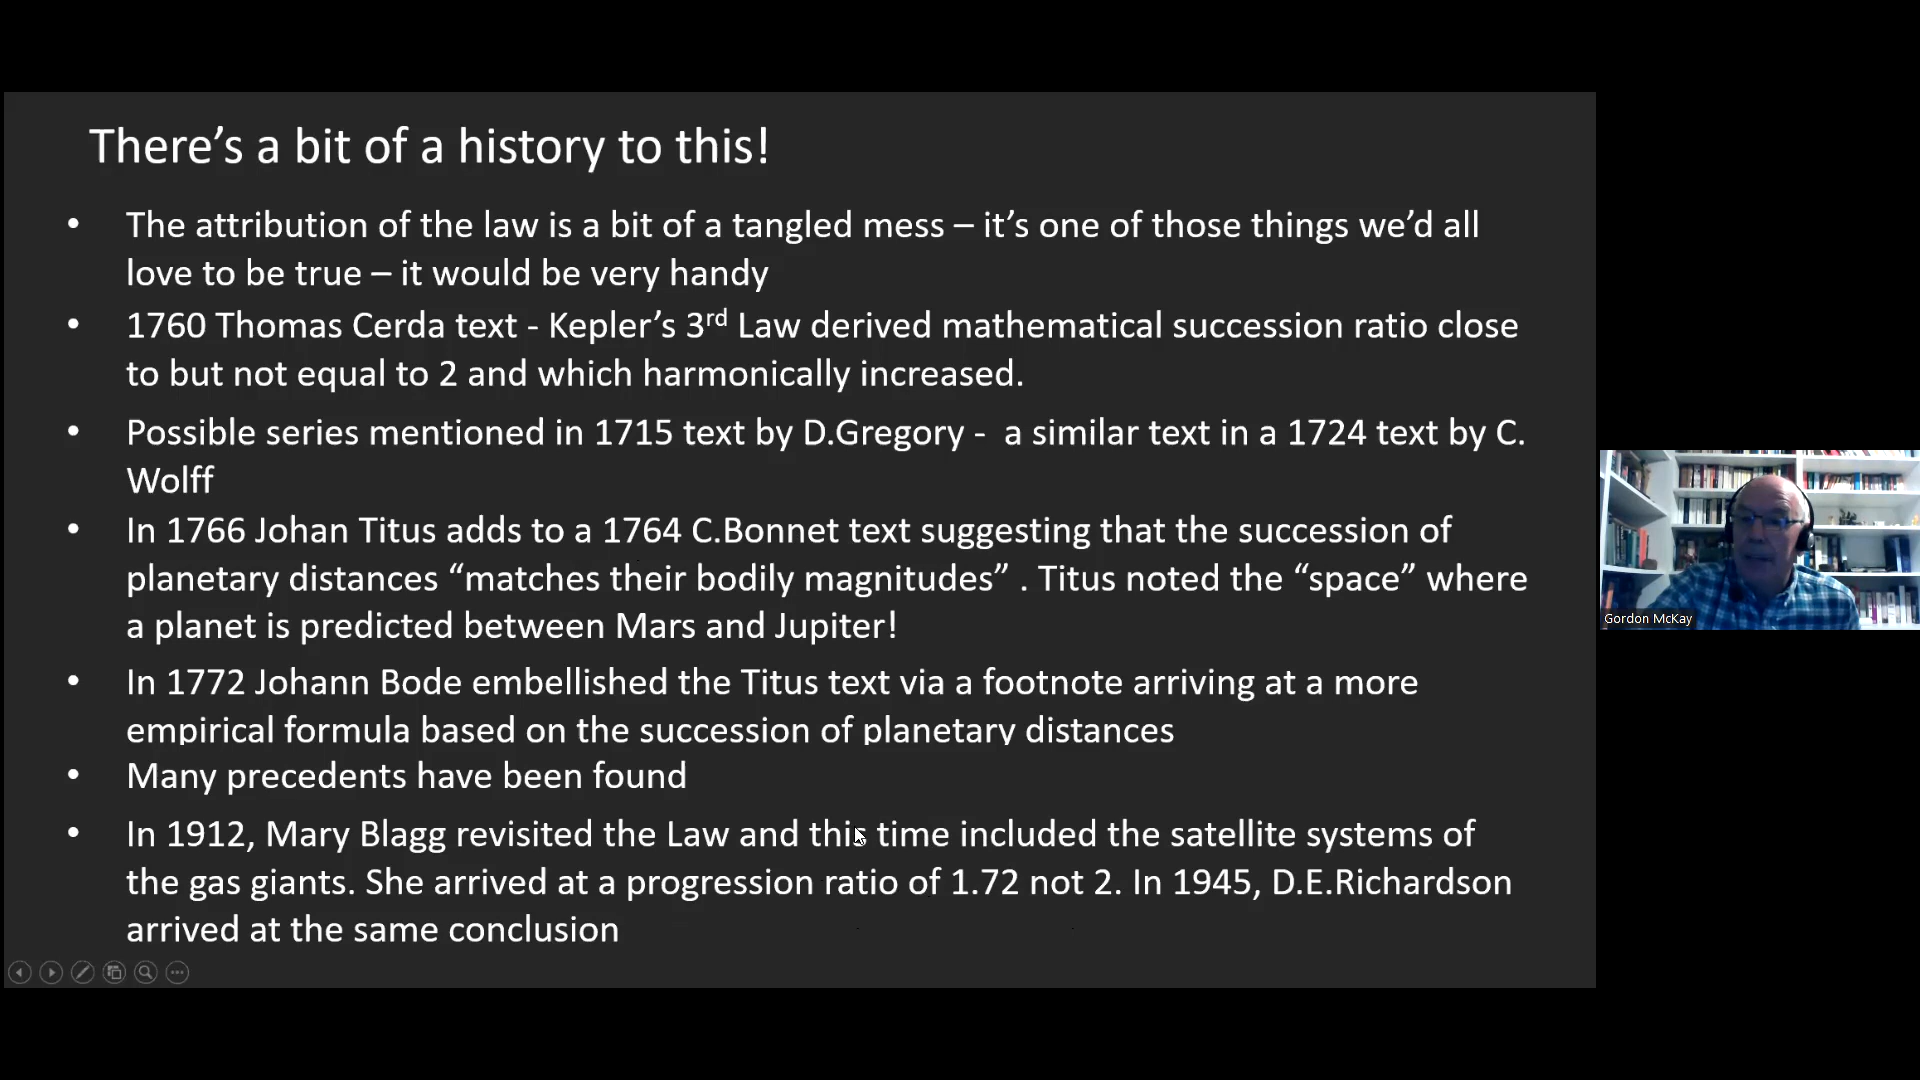 There’s a bit of a history to this!
• The attribution of the law is a bit of a tangled mess – it’s one of those things we’d all
love to be true – it would be very handy
• 1760 Thomas Cerda text - Kepler’s 3rd Law derived mathematical succession ratio close
to but not equal to 2 and which harmonically increased.
• Possible series mentioned in 1715 text by D.Gregory - a similar text in a 1724 text by C.
Wolff
• In 1766 Johan Titus adds to a 1764 C.Bonnet text suggesting that the succession of
planetary distances “matches their bodily magnitudes” . Titus noted the “space” where
a planet is predicted between Mars and Jupiter!
• In 1772 Johann Bode embellished the Titus text via a footnote arriving at a more
empirical formula based on the succession of planetary distances
• Many precedents have been found
• In 1912, Mary Blagg revisited the Law and this time included the satellite systems of
the gas giants. She arrived at a progression ratio of 1.72 not 2. In 1945, D.E.Richardson
arrived at the same conclusion
Gordon McKay